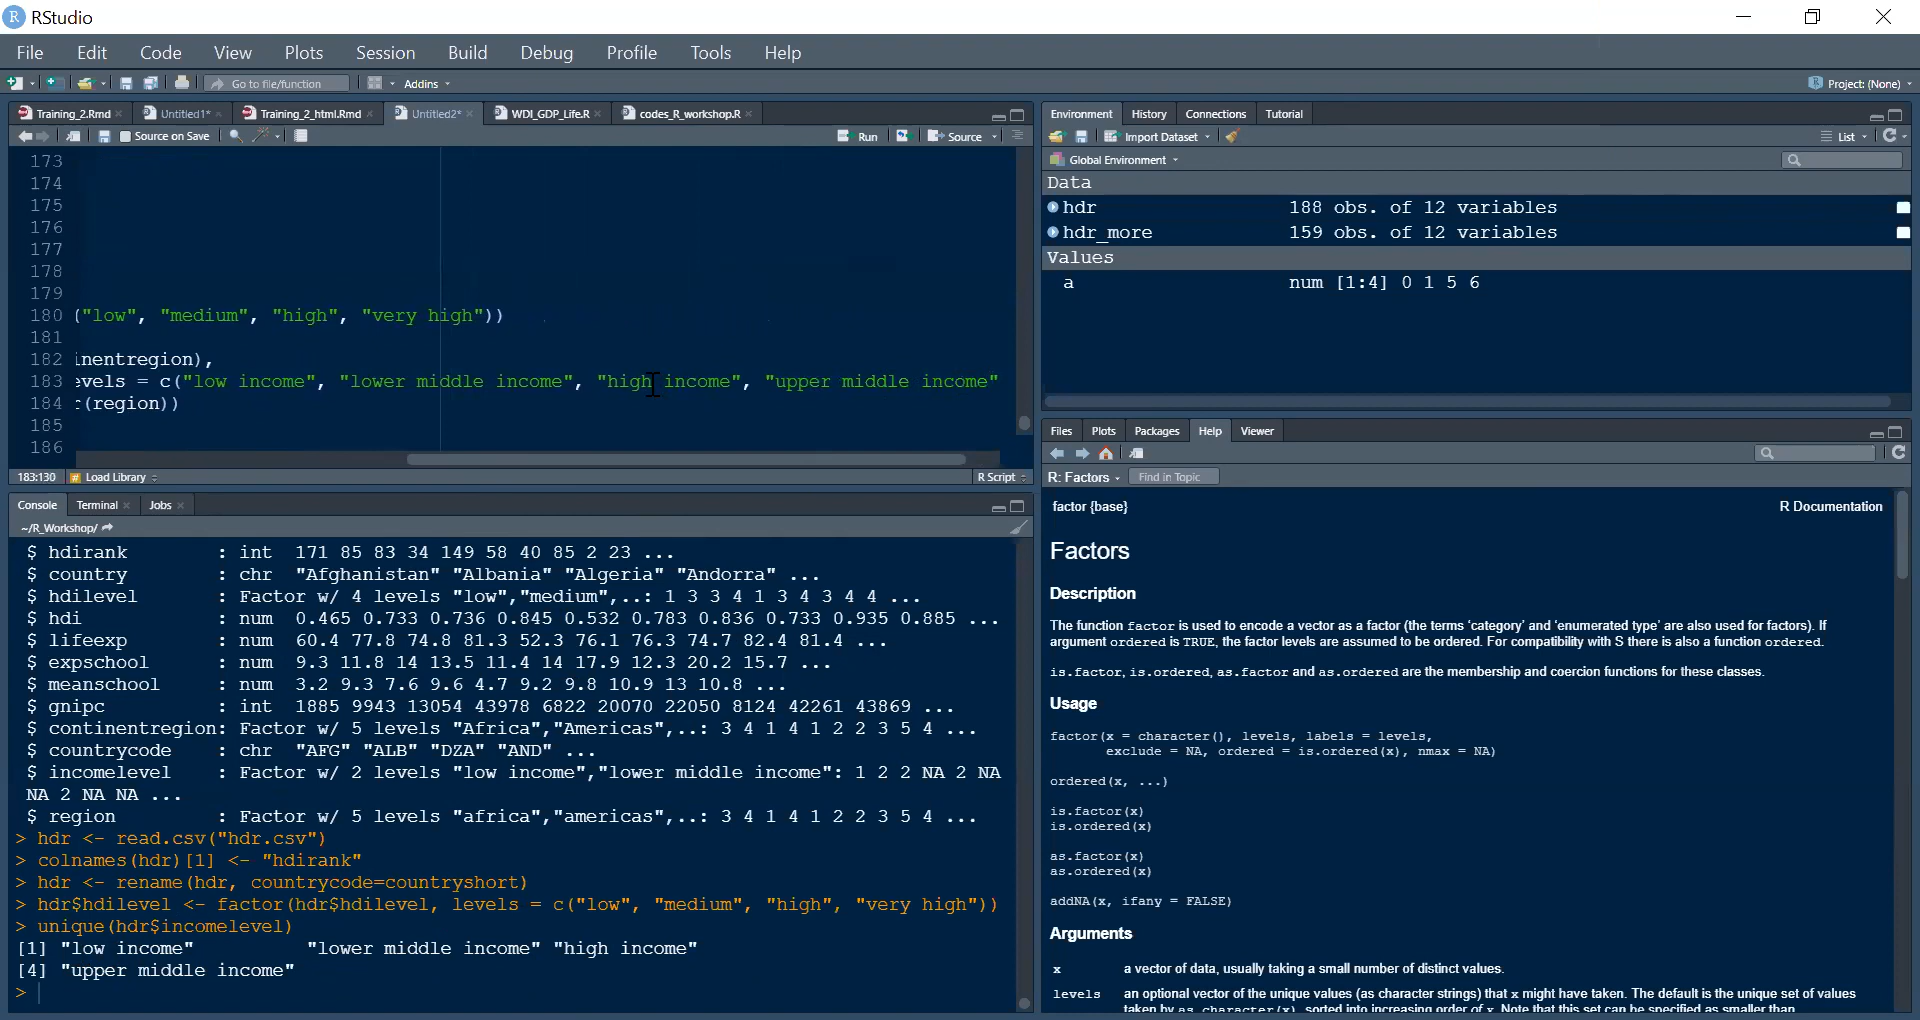 RStudio
File Edit Code View Plots Session Build Debug Profile Tools Help
Go to file/function Addins Project: (None)
Training_2.Rmd Untitled1* Training_2_html.Rmd Untitled2* WDI_GDP_Life.R codes_R_workshop.R
Source on Save Run Source
173
174
175
176
177
178
179
180 ("low", "medium", "high", "very high"))
181
182 inentregion),
183 evels = c("low income", "lower middle income", "high income", "upper middle income"
184 r(region))
185
186
183:130 # Load Library R Script
Console Terminal Jobs
~/R_Workshop/
$ hdirank : int 171 85 83 34 149 58 40 85 2 23 ...
$ country : chr "Afghanistan" "Albania" "Algeria" "Andorra" ...
$ hdilevel : Factor w/ 4 levels "low","medium",..: 1 3 3 4 1 3 4 3 4 4 ...
$ hdi : num 0.465 0.733 0.736 0.845 0.532 0.783 0.836 0.733 0.935 0.885 ...
$ lifeexp : num 60.4 77.8 74.8 81.3 52.3 76.1 76.3 74.7 82.4 81.4 ...
$ expschool : num 9.3 11.8 14 13.5 11.4 14 17.9 12.3 20.2 15.7 ...
$ meanschool : num 3.2 9.3 7.6 9.6 4.7 9.2 9.8 10.9 13 10.8 ...
$ gnipc : int 1885 9943 13054 43978 6822 20070 22050 8124 42261 43869 ...
$ continentregion: Factor w/ 5 levels "Africa","Americas",..: 3 4 1 4 1 2 2 3 5 4 ...
$ countrycode : chr "AFG" "ALB" "DZA" "AND" ...
$ incomelevel : Factor w/ 2 levels "low income","lower middle income": 1 2 2 NA 2 NA
NA 2 NA NA ...
$ region : Factor w/ 5 levels "africa","americas",..: 3 4 1 4 1 2 2 3 5 4 ...
> hdr <- read.csv("hdr.csv")
> colnames(hdr)[1] <- "hdirank"
> hdr <- rename(hdr, countrycode=countryshort)
> hdr$hdilevel <- factor(hdr$hdilevel, levels = c("low", "medium", "high", "very high"))
> unique(hdr$incomelevel)
[1] "low income" "lower middle income" "high income"
[4] "upper middle income"
>
Environment History Connections Tutorial
Import Dataset List
Global Environment
Data
hdr 188 obs. of 12 variables
hdr_more 159 obs. of 12 variables
Values
a num [1:4] 0 1 5 6
Files Plots Packages Help Viewer
R: Factors Find in Topic
factor {base} R Documentation
Factors
Description
The function factor is used to encode a vector as a factor (the terms 'category' and 'enumerated type' are also used for factors). If
argument ordered is TRUE, the factor levels are assumed to be ordered. For compatibility with S there is also a function ordered.
is.factor, is.ordered, as.factor and as.ordered are the membership and coercion functions for these classes.
Usage
factor(x = character(), levels, labels = levels,
exclude = NA, ordered = is.ordered(x), nmax = NA)
ordered(x, ...)
is.factor(x)
is.ordered(x)
as.factor(x)
as.ordered(x)
addNA(x, ifany = FALSE)
Arguments
x a vector of data, usually taking a small number of distinct values.
levels an optional vector of the unique values (as character strings) that x might have taken. The default is the unique set of values
taken by as.character(x), sorted into increasing order of x. Note that this set can be specified as smaller than